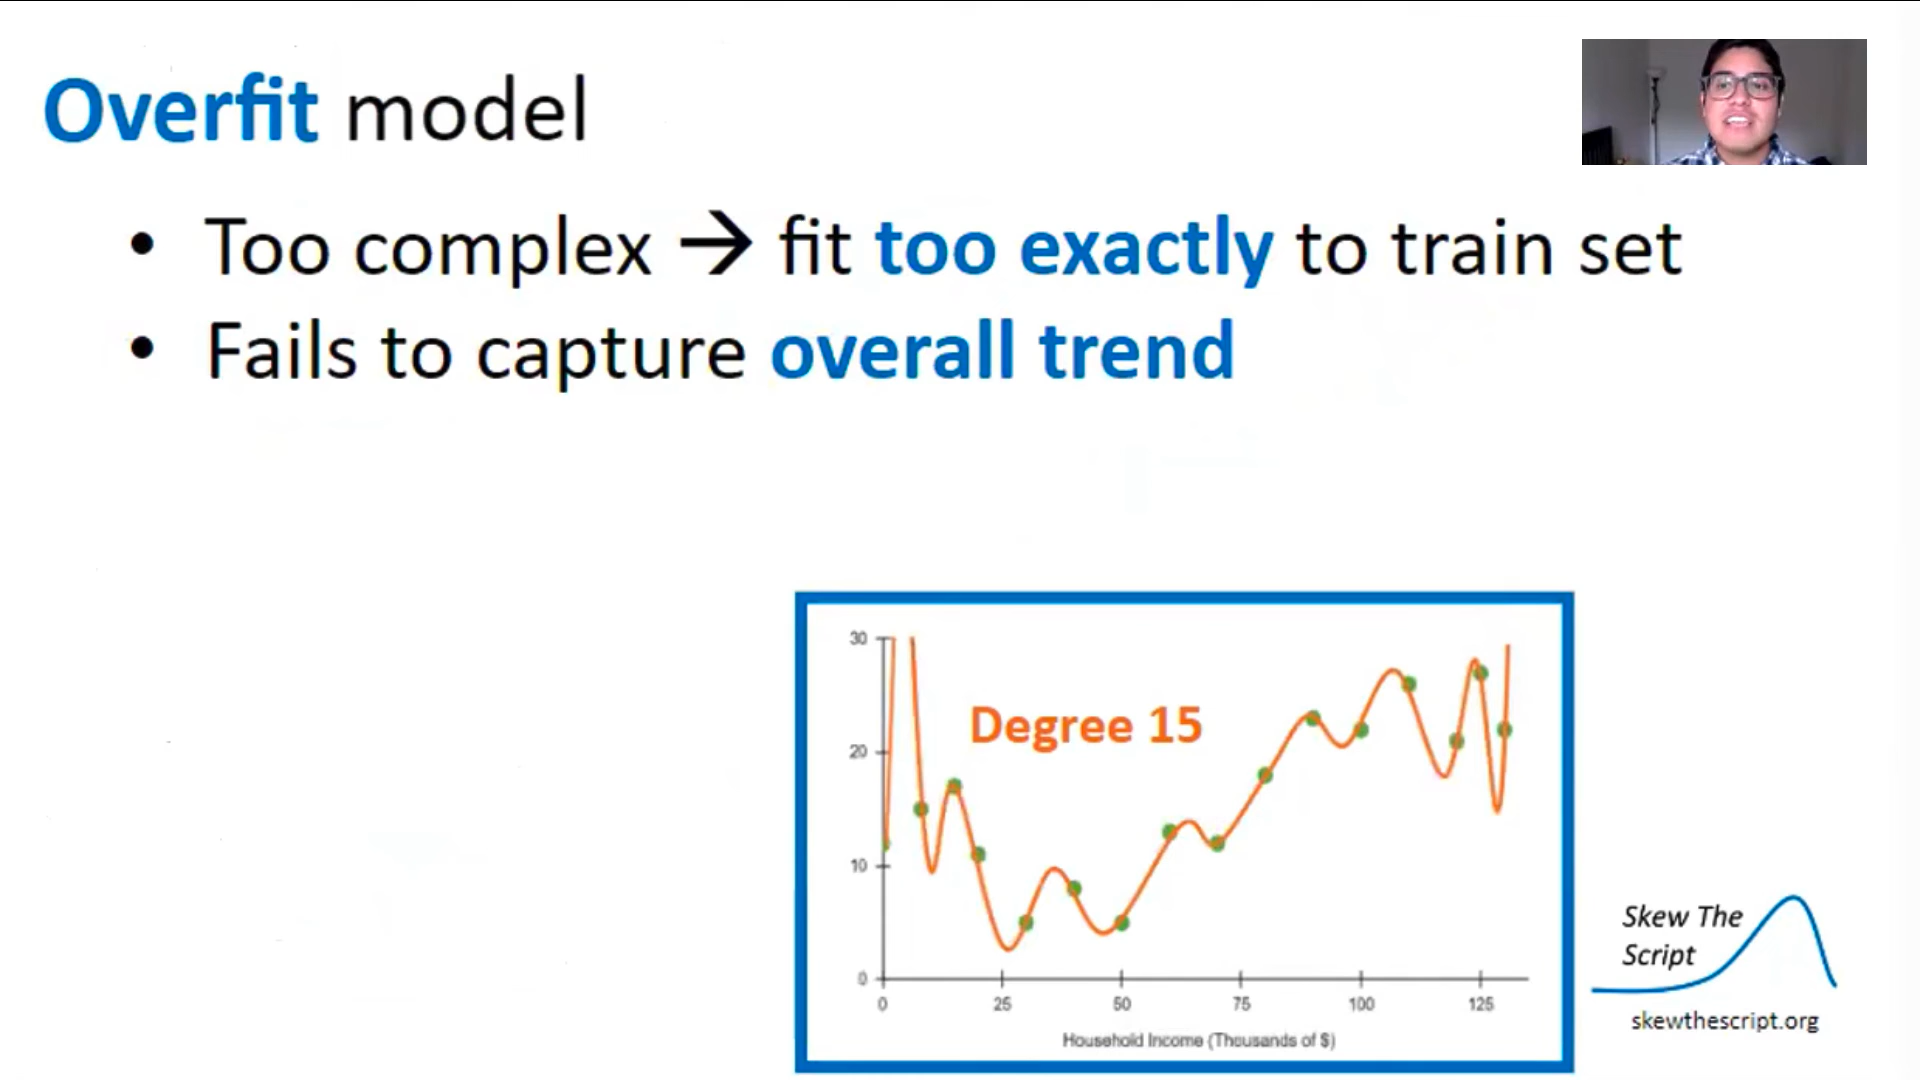 Overfit model
• Too complex → fit too exactly to train set
• Fails to capture overall trend
30
Degree 15
20
10
0
0 25 50 75 100 125
Household Income (Thousands of $)
Skew The
Script
skewthescript.org